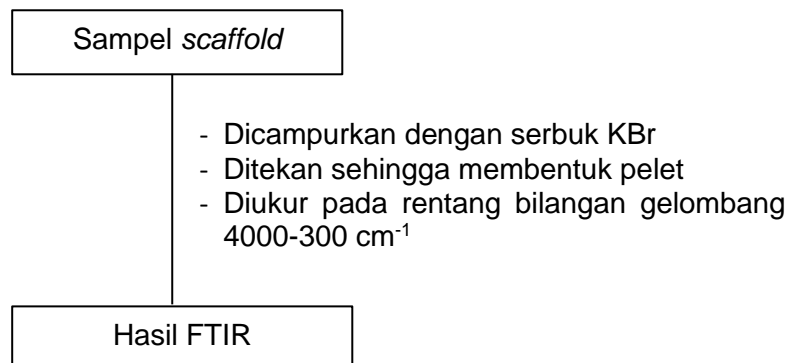 Sampel scaffold
- Dicampurkan dengan serbuk KBr
- Ditekan sehingga membentuk pelet
- Diukur pada rentang bilangan gelombang
4000-300 cm⁻¹
Hasil FTIR